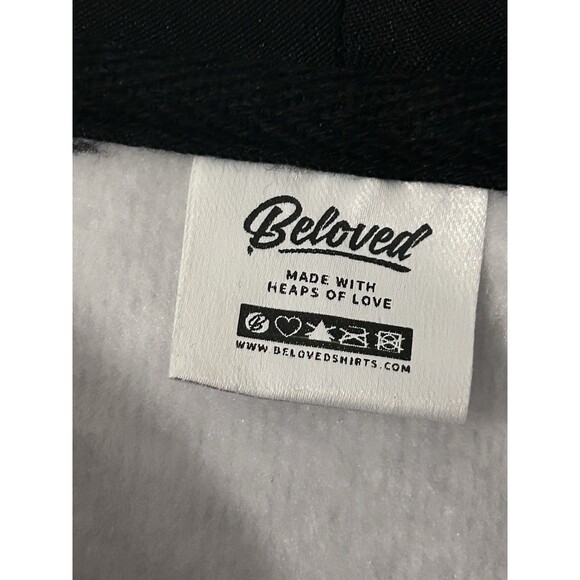 Beloved
MADE WITH
HEAPS OF LOVE
B
WWW.BELOVEDSHIRTS.COM